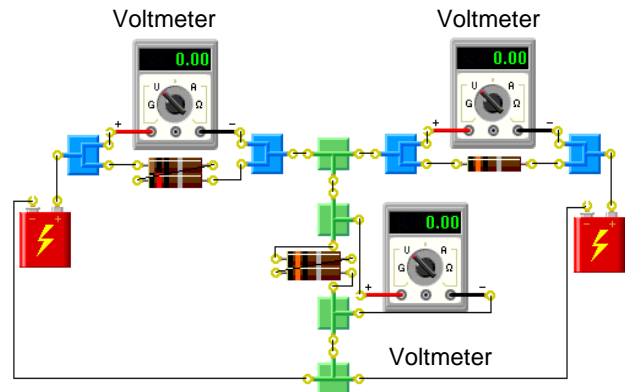 Voltmeter
Voltmeter
0.00
0.00
U A
G Ω
U A
G Ω
+ −
+ −
− +
− +
0.00
U A
G Ω
+ −
Voltmeter